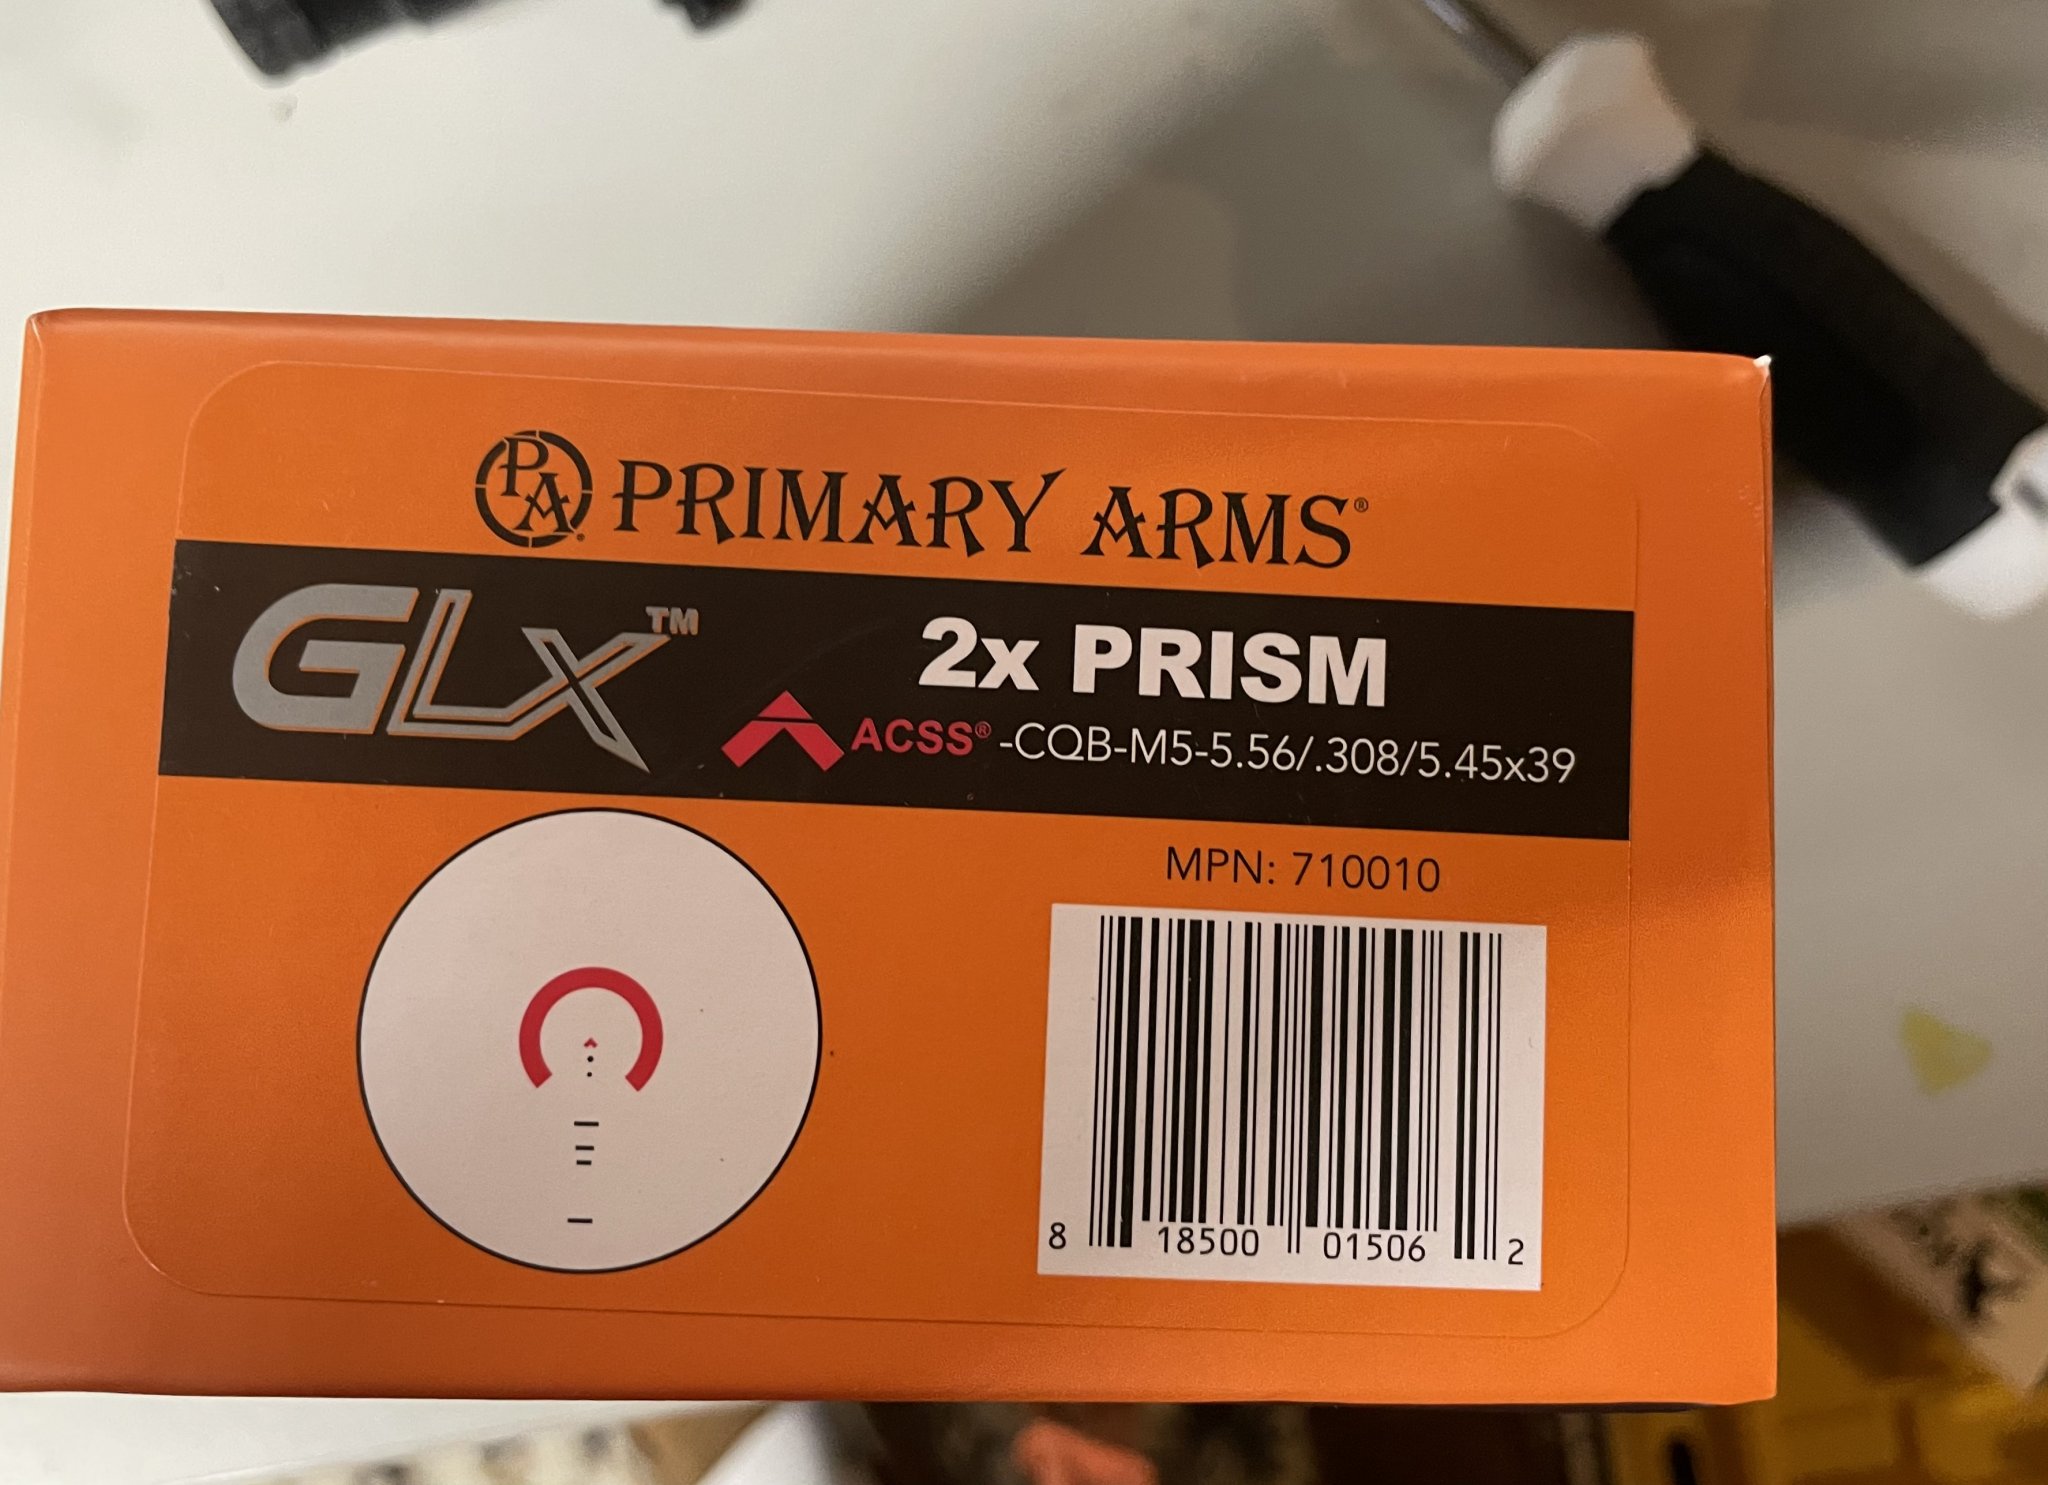 PA PRIMARY ARMS®
GLX™
2x PRISM
ACSS®-CQB-M5-5.56/.308/5.45x39
MPN: 710010
8 18500 01506 2